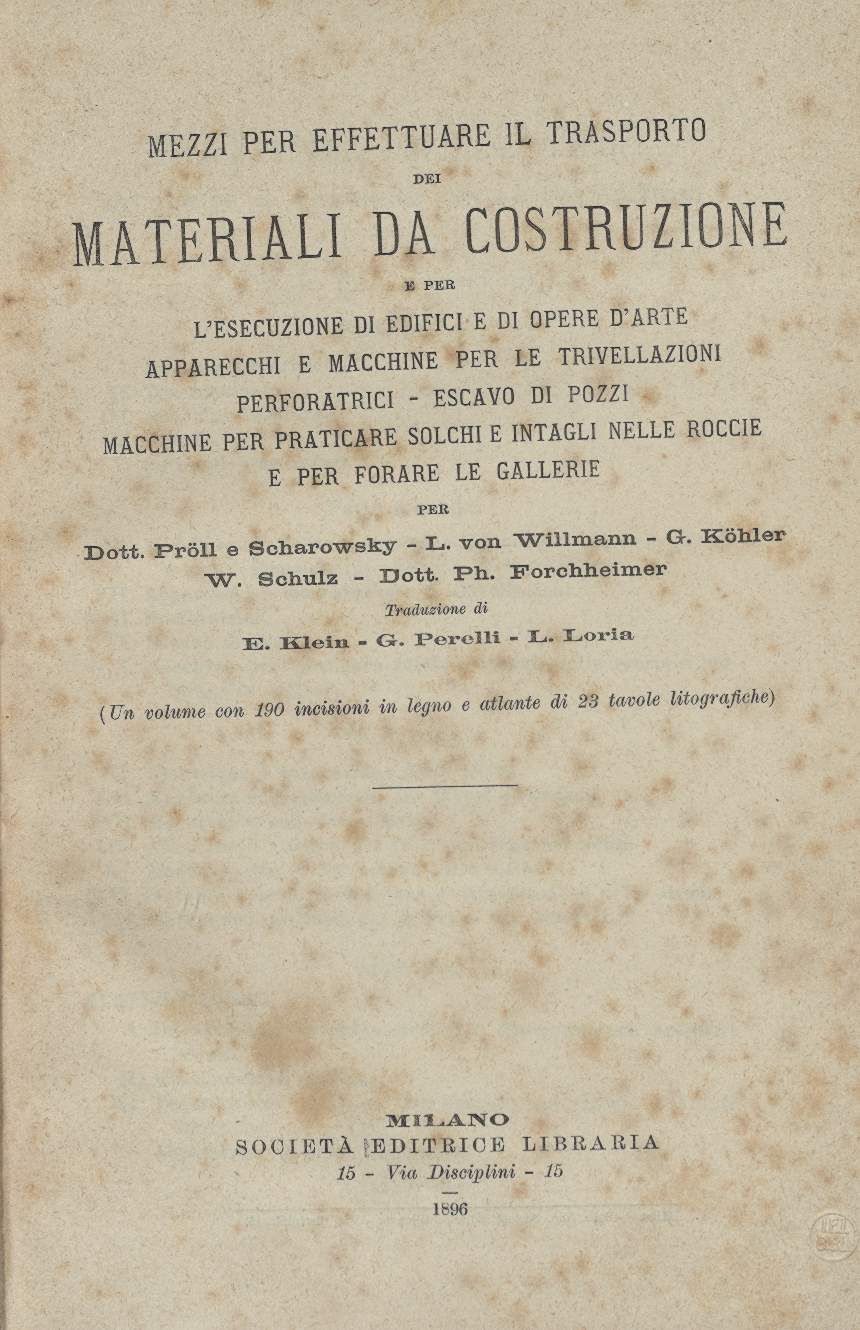 MEZZI PER EFFETTUARE IL TRASPORTO
DEI
MATERIALI DA COSTRUZIONE
E PER
L'ESECUZIONE DI EDIFICI E DI OPERE D'ARTE
APPARECCHI E MACCHINE PER LE TRIVELLAZIONI
PERFORATRICI - ESCAVO DI POZZI
MACCHINE PER PRATICARE SOLCHI E INTAGLI NELLE ROCCIE
E PER FORARE LE GALLERIE
PER
Dott. Pröll e Scharowsky - L. von Willmann - G. Köhler
W. Schulz - Dott. Ph. Forchheimer
Traduzione di
E. Klein - G. Perelli - L. Loria
(Un volume con 190 incisioni in legno e atlante di 23 tavole litografiche)
MILANO
SOCIETÀ EDITRICE LIBRARIA
15 - Via Disciplini - 15
1896